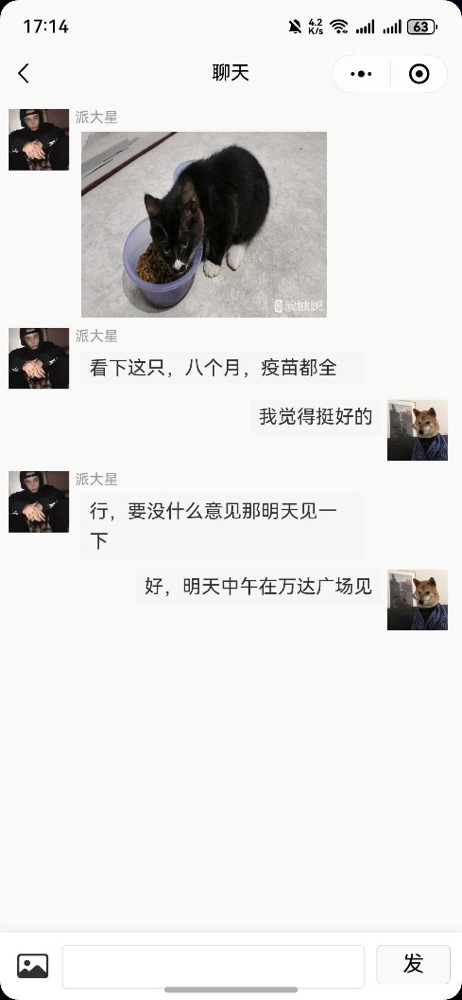 17:14
4.2
K/s
63
聊天
派大星
派大星
看下这只，八个月，疫苗都全
我觉得挺好的
派大星
行，要没什么意见那明天见一
下
好，明天中午在万达广场见
发